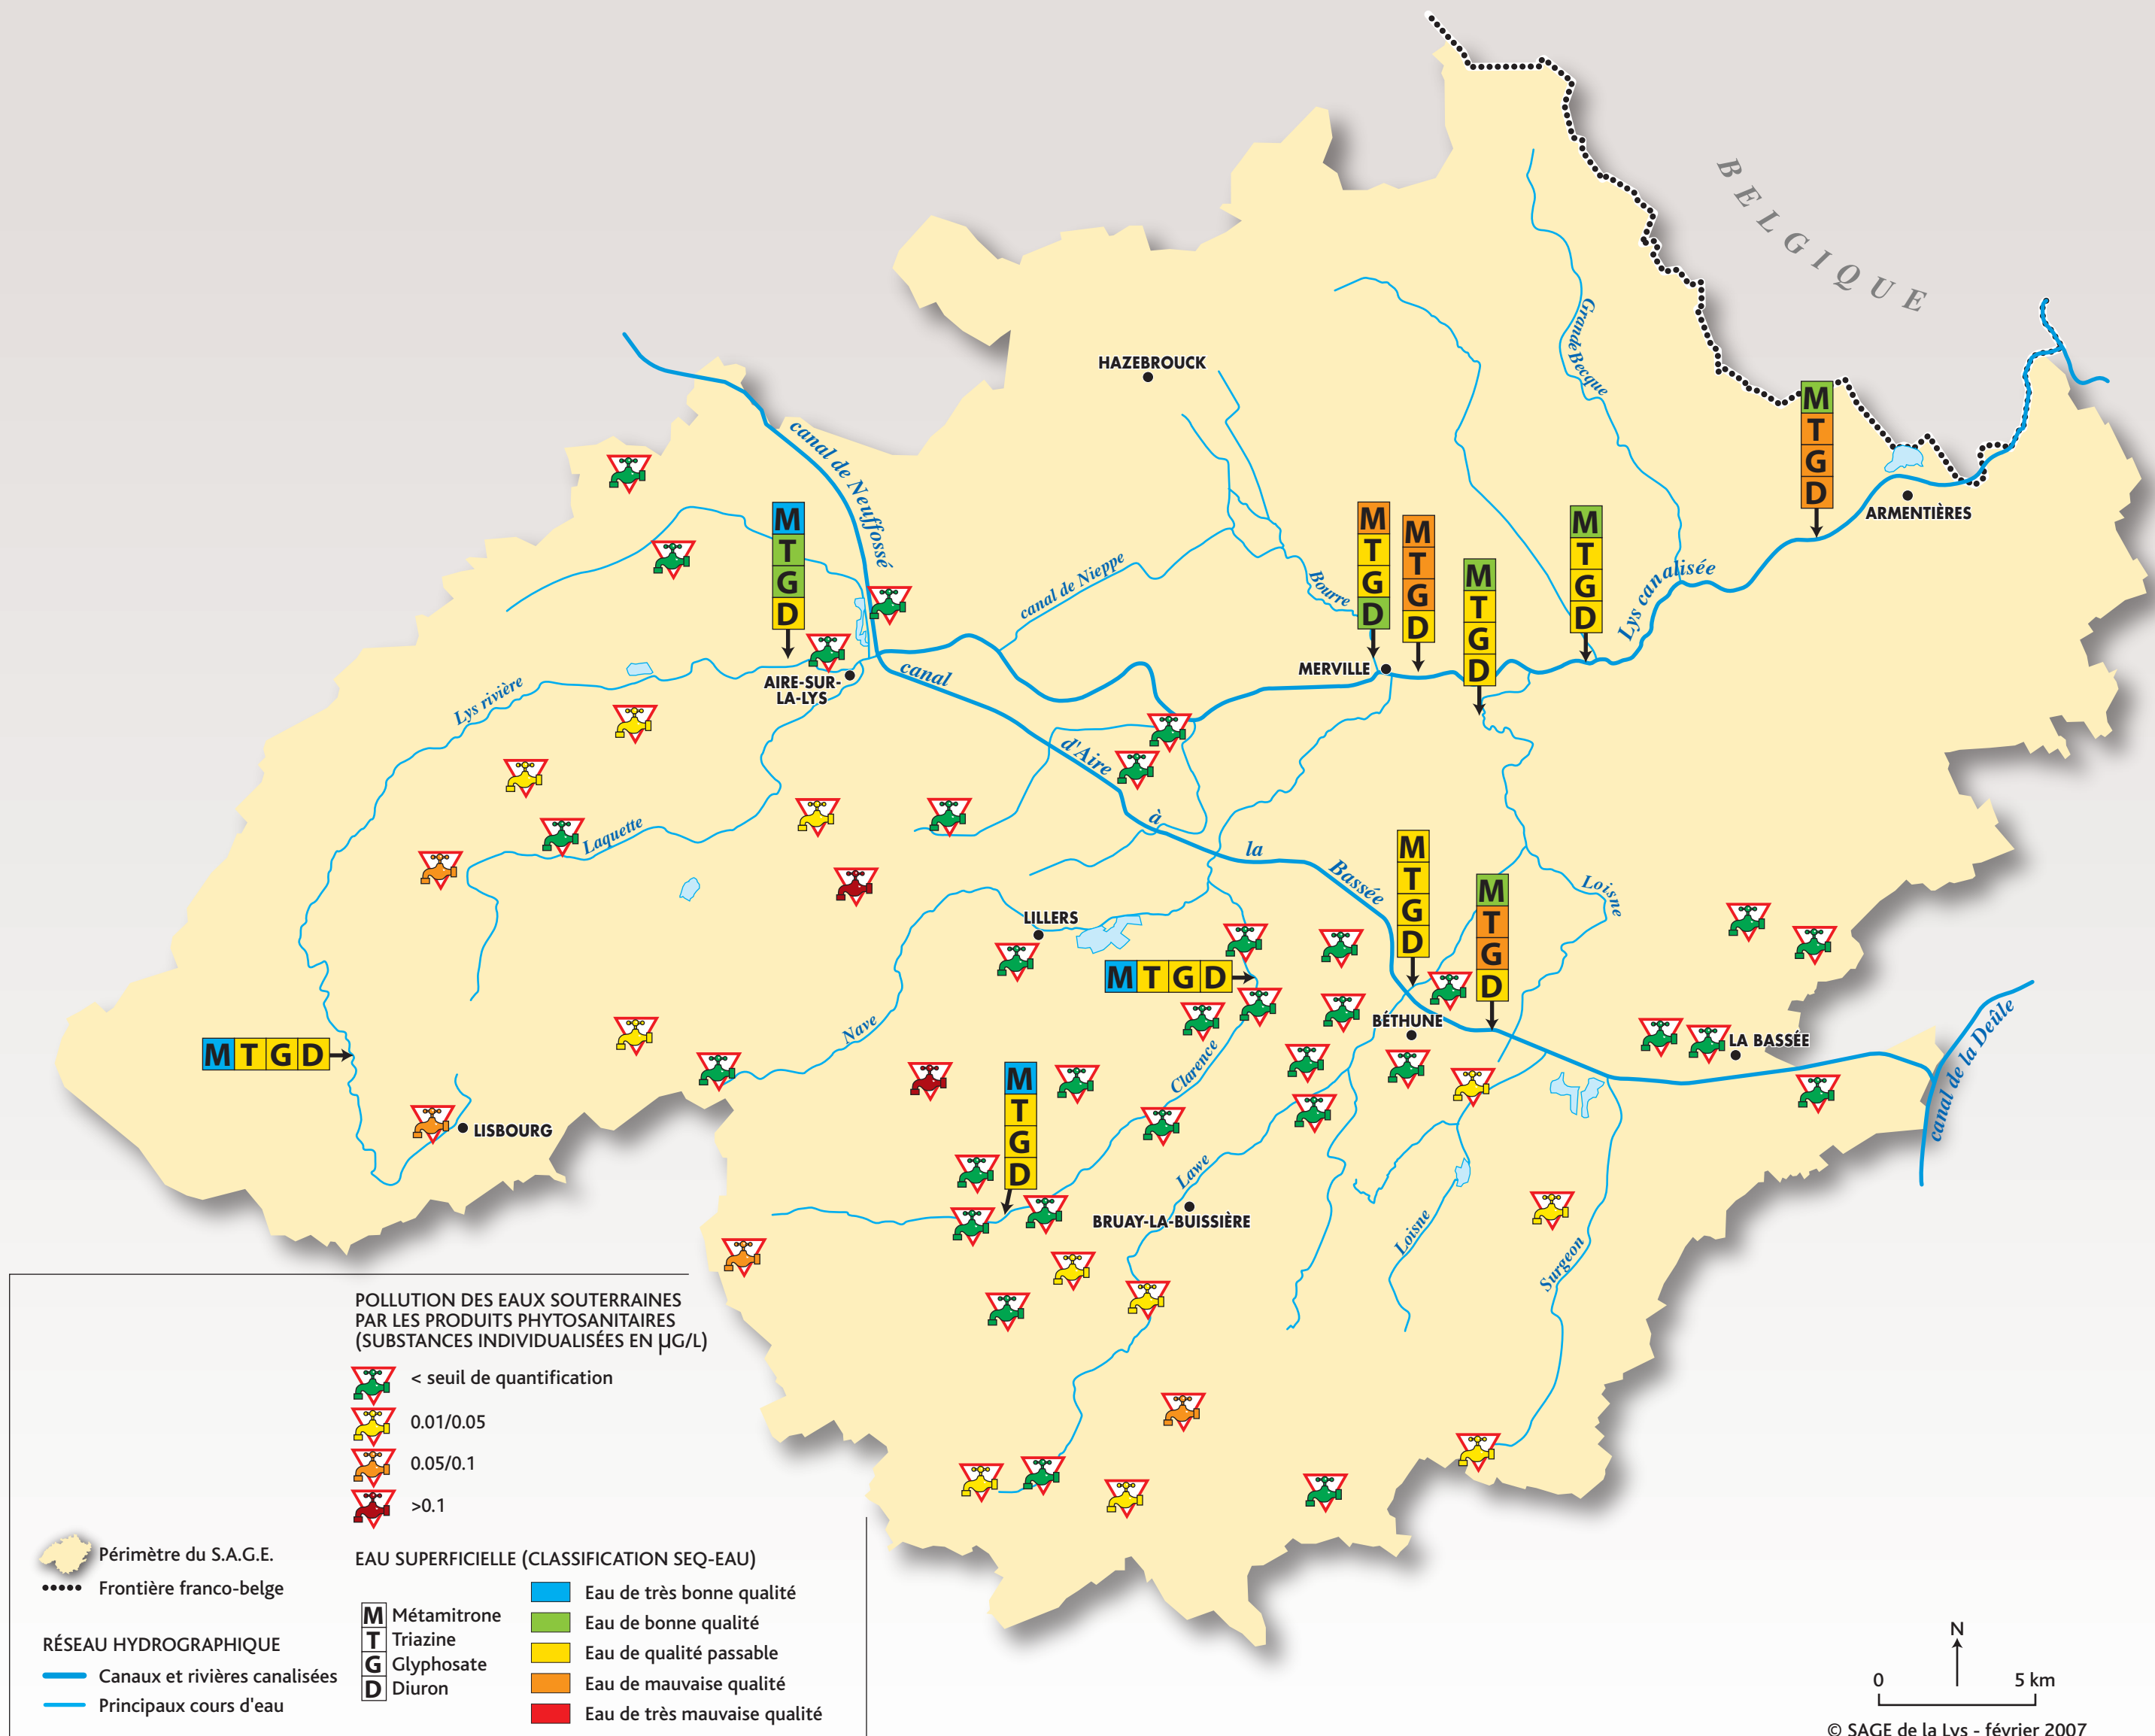 BELGIQUE
Grande Becque
HAZEBROUCK
canal de Neuffossé
M
T
G
D
ARMENTIÈRES
M
T
G
D
M
T
G
D
M
T
G
D
M
T
G
D
M
T
G
D
canal de Nieppe
Bourre
Lys canalisée
MERVILLE
AIRE-SUR-
LA-LYS
Lys rivière
canal
d'Aire
à
la
Bassée
Laquette
M
T
G
D
M
T
G
D
Loisne
LILLERS
MTGD
BÉTHUNE
LA BASSÉE
canal de la Deûle
Nave
MTGD
Clarence
M
T
G
D
LISBOURG
Lawe
BRUAY-LA-BUISSIÈRE
Loisne
Surgeon
POLLUTION DES EAUX SOUTERRAINES
PAR LES PRODUITS PHYTOSANITAIRES
(SUBSTANCES INDIVIDUALISÉES EN µG/L)
< seuil de quantification
0.01/0.05
0.05/0.1
>0.1
Périmètre du S.A.G.E.
Frontière franco-belge
RÉSEAU HYDROGRAPHIQUE
Canaux et rivières canalisées
Principaux cours d'eau
EAU SUPERFICIELLE (CLASSIFICATION SEQ-EAU)
M Métamitrone
T Triazine
G Glyphosate
D Diuron
Eau de très bonne qualité
Eau de bonne qualité
Eau de qualité passable
Eau de mauvaise qualité
Eau de très mauvaise qualité
N
0 5 km
© SAGE de la Lys - février 2007